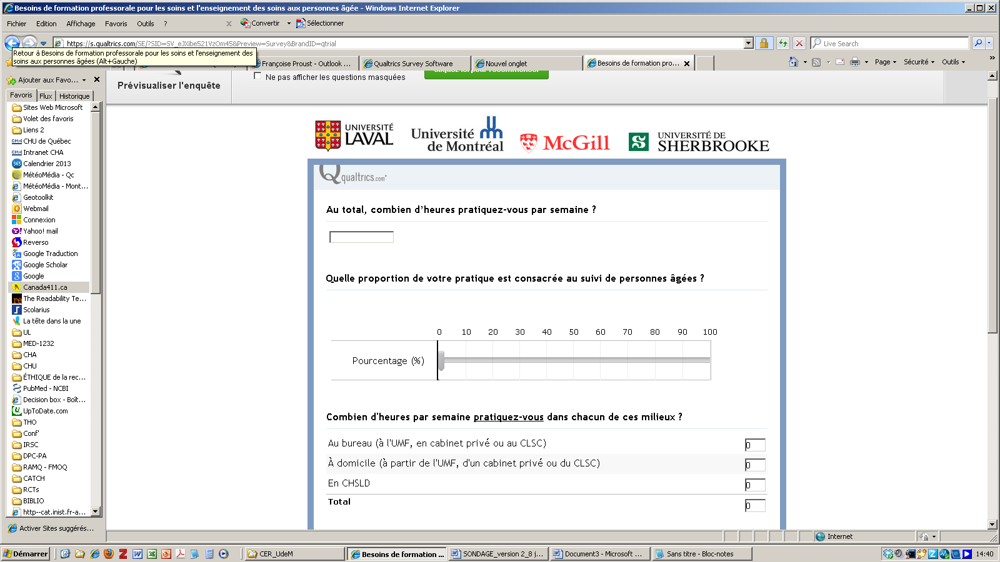 Besoins de formation professorale pour les soins et l'enseignement des soins aux personnes âgée - Windows Internet Explorer
Fichier Edition Affichage Favoris Outils ? x Convertir Sélectionner
https://s.qualtrics.com/SE/?SID=SV_eJXibe521VzOm45&Preview=Survey&BrandID=qtrial
Live Search
Retour à Besoins de formation professorale pour les soins et l'enseignement des
soins aux personnes âgées (Alt+Gauche)
Françoise Proust - Outlook ... Qualtrics Survey Software Nouvel onglet Besoins de formation pro... x
Page Sécurité Outils »
Ajouter aux Favo...
Favoris Flux Historique
Sites Web Microsoft
Volet des favoris
Liens 2
CHU de Québec
Intranet CHA
Calendrier 2013
MétéoMédia - Qc
MétéoMédia - Mont...
Geotoolkit
Webmail
Connexion
Yahoo! mail
Reverso
Google Traduction
Google Scholar
Google
Canada411.ca
The Readability Te...
Scolarius
La tête dans la une
UL
MED-1232
CHA
CHU
ÉTHIQUE de la rec...
PubMed - NCBI
Decision box - Boît...
UpToDate.com
THO
Conf'
IRSC
DPC-PA
RAMQ - FMOQ
CATCH
RCTs
BIBLIO
http--cat.inist.fr-a...
Activer Sites suggérés...
Prévisualiser l'enquête
Ne pas afficher les questions masquées
Cliquez ici pour recommencer
UNIVERSITÉ
LAVAL
Université
de Montréal
McGill
UNIVERSITÉ DE
SHERBROOKE
qualtrics.com
Au total, combien d'heures pratiquez-vous par semaine ?
Quelle proportion de votre pratique est consacrée au suivi de personnes âgées ?
0 10 20 30 40 50 60 70 80 90 100
Pourcentage (%)
Combien d'heures par semaine pratiquez-vous dans chacun de ces milieux ?
Au bureau (à l'UMF, en cabinet privé ou au CLSC) 0
À domicile (à partir de l'UMF, d'un cabinet privé ou du CLSC) 0
En CHSLD 0
Total 0
Internet
Démarrer CER_UdeM Besoins de formation ... SONDAGE_version 2_8 j... Document3 - Microsoft ... Sans titre - Bloc-notes 14:40